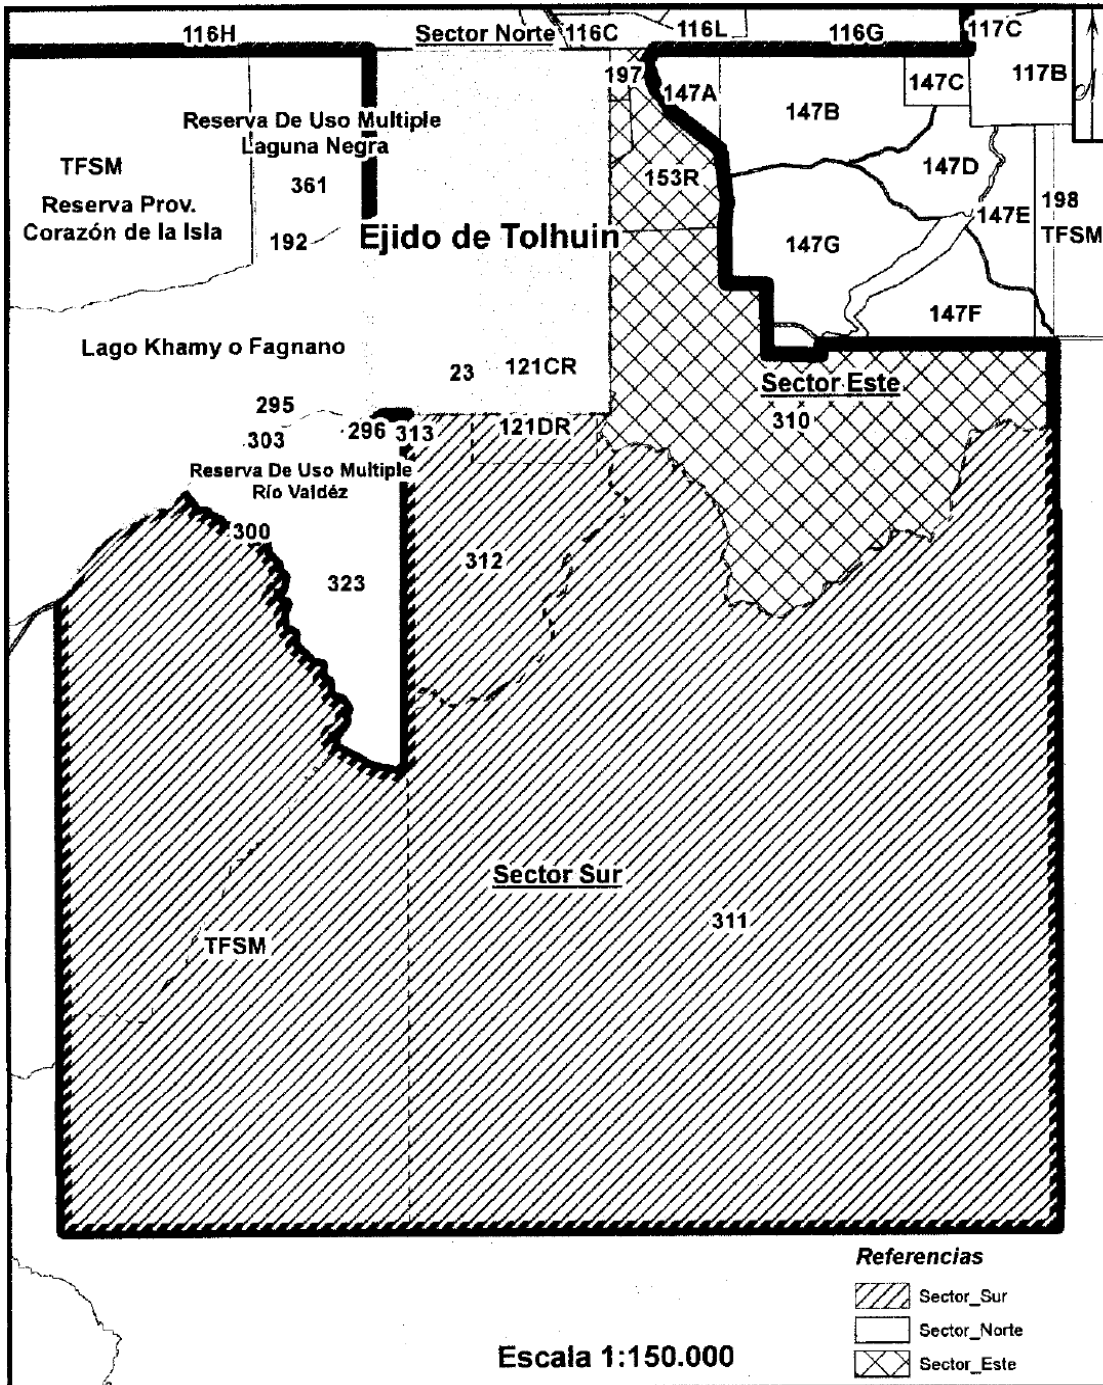 116H
Sector Norte
116C
116L
116G
117C
117B
197
147A
147B
147C
Reserva De Uso Multiple
Laguna Negra
TFSM
361
153R
147D
Reserva Prov.
Corazón de la Isla
192
Ejido de Tolhuin
147G
147E
198
TFSM
147F
Lago Khamy o Fagnano
23
121CR
Sector Este
310
295
303
296
313
121DR
Reserva De Uso Multiple
Río Valdéz
300
323
312
Sector Sur
311
TFSM
Referencias
Sector_Sur
Sector_Norte
Sector_Este
Escala 1:150.000